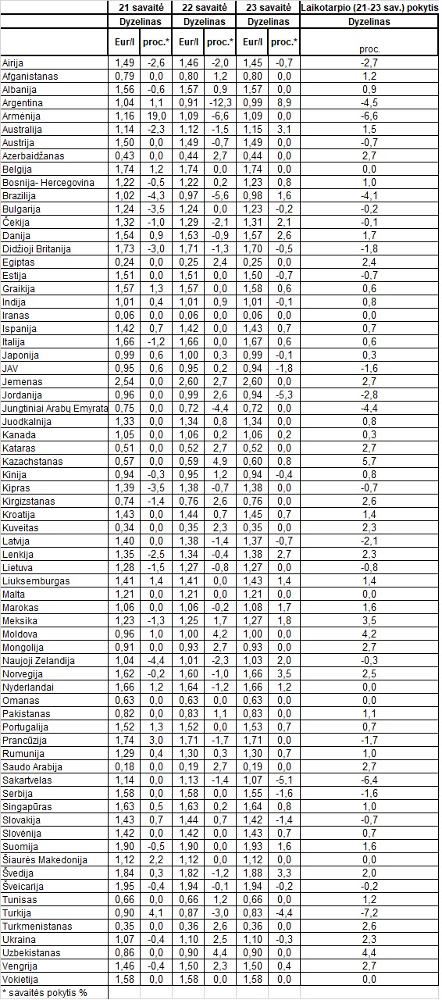 21 savaitė 22 savaitė 23 savaitė Laikotarpio (21-23 sav.) pokytis
Dyzelinas Dyzelinas Dyzelinas Dyzelinas
Eur/l proc.* Eur/l proc.* Eur/l proc.* proc.
Airija 1,49 -2,6 1,46 -2,0 1,45 -0,7 -2,7
Afganistanas 0,79 0,0 0,80 1,2 0,80 0,0 1,2
Albanija 1,56 -0,6 1,57 0,9 1,57 0,0 0,9
Argentina 1,04 1,1 0,91 -12,3 0,99 8,9 -4,5
Armėnija 1,16 19,0 1,09 -6,6 1,09 0,0 -6,6
Australija 1,14 -2,3 1,12 -1,5 1,15 3,1 1,5
Austrija 1,50 0,0 1,49 -0,7 1,49 0,0 -0,7
Azerbaidžanas 0,43 0,0 0,44 2,7 0,44 0,0 2,7
Belgija 1,74 1,2 1,74 0,0 1,74 0,0 0,0
Bosnija- Hercegovina 1,22 -0,5 1,22 0,2 1,23 0,8 1,0
Brazilija 1,02 -4,3 0,97 -5,6 0,98 1,6 -4,1
Bulgarija 1,24 -3,5 1,24 0,0 1,23 -0,2 -0,2
Čekija 1,32 -1,0 1,29 -2,1 1,31 2,1 -0,1
Danija 1,54 0,9 1,53 -0,9 1,57 2,6 1,7
Didžioji Britanija 1,73 -3,0 1,71 -1,3 1,70 -0,5 -1,8
Egiptas 0,24 0,0 0,25 2,4 0,25 0,0 2,4
Estija 1,51 0,0 1,51 0,0 1,50 -0,7 -0,7
Graikija 1,57 1,3 1,57 0,0 1,58 0,6 0,6
Indija 1,01 0,4 1,01 0,9 1,01 -0,1 0,8
Iranas 0,06 0,0 0,06 0,0 0,06 0,0 0,0
Ispanija 1,42 0,7 1,42 0,0 1,43 0,7 0,7
Italija 1,66 -1,2 1,66 0,0 1,67 0,6 0,6
Japonija 0,99 0,6 1,00 0,3 0,99 -0,1 0,3
JAV 0,95 0,6 0,95 0,2 0,94 -1,8 -1,6
Jemenas 2,54 0,0 2,60 2,7 2,60 0,0 2,7
Jordanija 0,96 0,0 0,99 2,6 0,94 -5,3 -2,8
Jungtiniai Arabų Emyrata 0,75 0,0 0,72 -4,4 0,72 0,0 -4,4
Juodkalnija 1,33 0,0 1,34 0,8 1,34 0,0 0,8
Kanada 1,05 0,0 1,06 0,2 1,06 0,2 0,3
Kataras 0,51 0,0 0,52 2,7 0,52 0,0 2,7
Kazachstanas 0,57 0,0 0,59 4,9 0,60 0,8 5,7
Kinija 0,94 -0,3 0,95 1,2 0,94 -0,4 0,8
Kipras 1,39 -3,5 1,38 -0,7 1,38 0,0 -0,7
Kirgizstanas 0,74 -1,4 0,76 2,6 0,76 0,0 2,6
Kroatija 1,43 0,0 1,44 0,7 1,45 0,7 1,4
Kuveitas 0,34 0,0 0,35 2,3 0,35 0,0 2,3
Latvija 1,40 0,0 1,38 -1,4 1,37 -0,7 -2,1
Lenkija 1,35 -2,5 1,34 -0,4 1,38 2,7 2,3
Lietuva 1,28 -1,5 1,27 -0,8 1,27 0,0 -0,8
Liuksemburgas 1,41 1,4 1,41 0,0 1,43 1,4 1,4
Malta 1,21 0,0 1,21 0,0 1,21 0,0 0,0
Marokas 1,06 0,0 1,06 -0,2 1,08 1,7 1,6
Meksika 1,23 -1,3 1,25 1,7 1,27 1,8 3,5
Moldova 0,96 1,0 1,00 4,2 1,00 0,0 4,2
Mongolija 0,91 0,0 0,93 2,7 0,93 0,0 2,7
Naujoji Zelandija 1,04 -4,4 1,01 -2,3 1,03 2,0 -0,3
Norvegija 1,62 -0,2 1,60 -1,0 1,66 3,5 2,5
Nyderlandai 1,66 1,2 1,64 -1,2 1,66 1,2 0,0
Omanas 0,63 0,0 0,63 0,0 0,63 0,0 0,0
Pakistanas 0,82 0,0 0,83 1,1 0,83 0,0 1,1
Portugalija 1,52 1,3 1,52 0,0 1,53 0,7 0,7
Prancūzija 1,74 3,0 1,71 -1,7 1,71 0,0 -1,7
Rumunija 1,29 0,4 1,30 0,3 1,30 0,7 1,0
Saudo Arabija 0,18 0,0 0,19 2,7 0,19 0,0 2,7
Sakartvelas 1,14 0,0 1,13 -1,4 1,07 -5,1 -6,4
Serbija 1,58 0,0 1,58 0,0 1,55 -1,6 -1,6
Singapūras 1,63 0,5 1,63 0,2 1,64 0,8 1,0
Slovakija 1,43 0,7 1,44 0,7 1,42 -1,4 -0,7
Slovėnija 1,42 0,0 1,42 0,0 1,43 0,7 0,7
Suomija 1,90 -0,5 1,90 0,0 1,93 1,6 1,6
Šiaurės Makedonija 1,12 2,2 1,12 0,0 1,12 0,0 0,0
Švedija 1,84 0,3 1,82 -1,2 1,88 3,3 2,0
Šveicarija 1,95 -0,4 1,94 -0,1 1,94 -0,2 -0,2
Tunisas 0,66 0,0 0,66 1,2 0,66 0,0 1,2
Turkija 0,90 4,1 0,87 -3,0 0,83 -4,4 -7,2
Turkmenistanas 0,35 0,0 0,36 2,6 0,36 0,0 2,6
Ukraina 1,07 -0,4 1,10 2,5 1,10 -0,3 2,3
Uzbekistanas 0,86 0,0 0,90 4,4 0,90 0,0 4,4
Vengrija 1,46 -0,4 1,50 2,3 1,50 0,4 2,7
Vokietija 1,58 0,0 1,58 0,0 1,58 0,0 0,0
* savaitės pokytis %